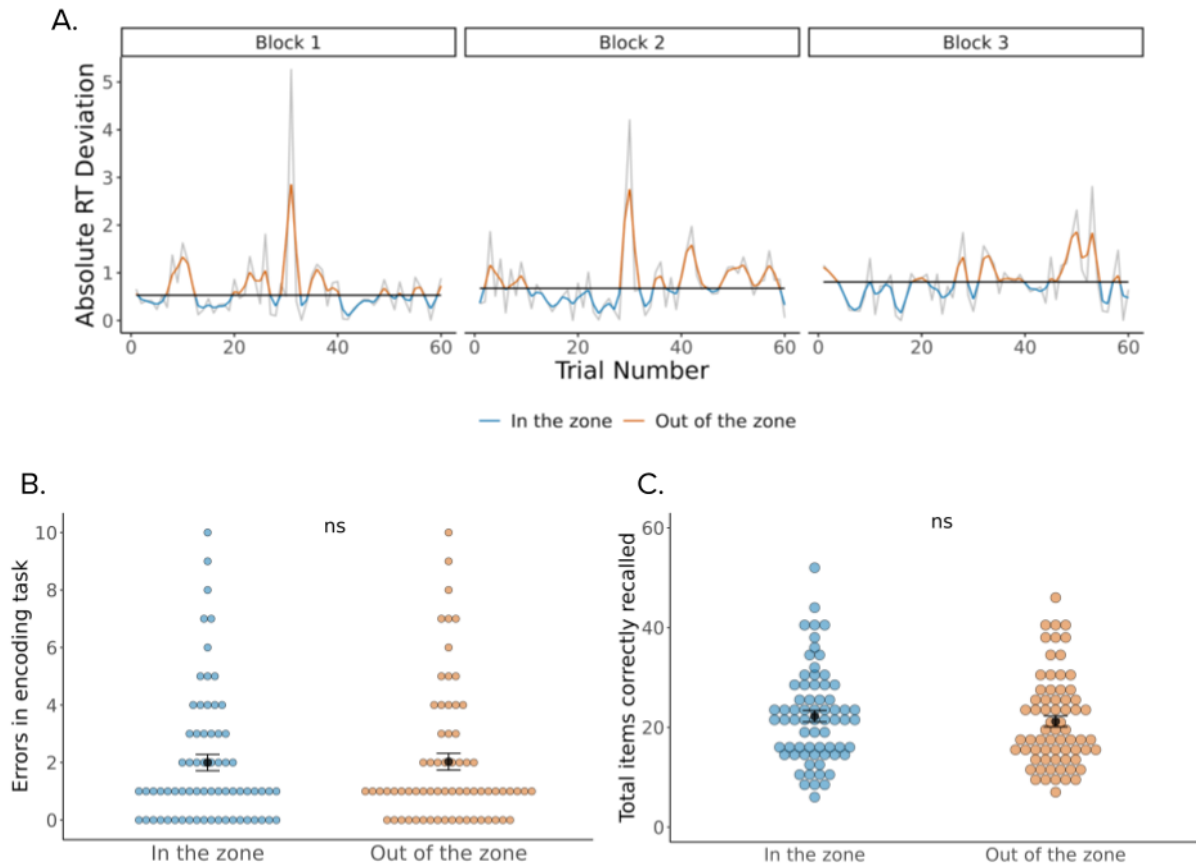 A.
Block 1 Block 2 Block 3
Absolute RT Deviation
5
4
3
2
1
0
0 20 40 60 0 20 40 60 0 20 40 60
Trial Number
In the zone Out of the zone
B.
ns
Errors in encoding task
10
8
6
4
2
0
In the zone Out of the zone
C.
ns
Total items correctly recalled
60
40
20
0
In the zone Out of the zone